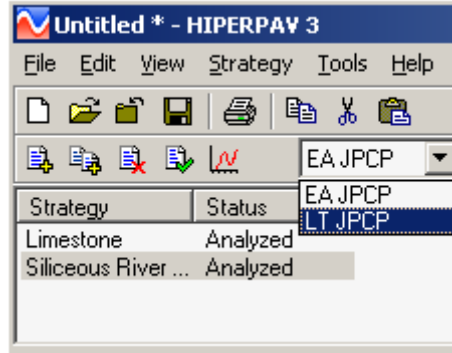 Untitled * - HIPERPAV 3
File Edit View Strategy Tools Help
EA JPCP
EA JPCP
LT JPCP
Strategy Status
Limestone Analyzed
Siliceous River ... Analyzed